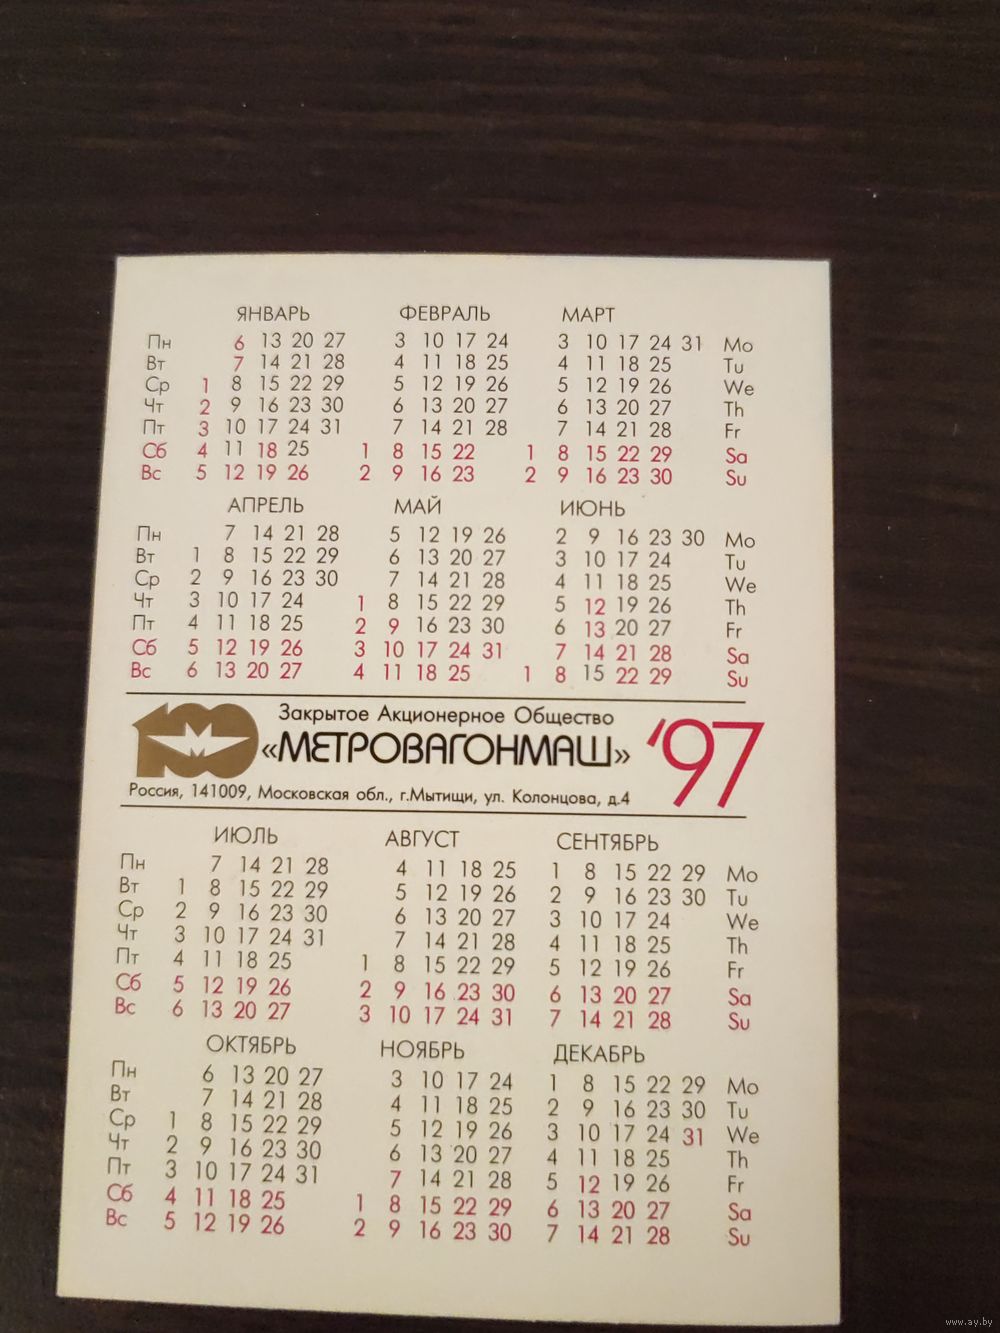 ЯНВАРЬ ФЕВРАЛЬ МАРТ
Пн 6 13 20 27 3 10 17 24 3 10 17 24 31 Mo
Вт 7 14 21 28 4 11 18 25 4 11 18 25 Tu
Ср 1 8 15 22 29 5 12 19 26 5 12 19 26 We
Чт 2 9 16 23 30 6 13 20 27 6 13 20 27 Th
Пт 3 10 17 24 31 7 14 21 28 7 14 21 28 Fr
Сб 4 11 18 25 1 8 15 22 1 8 15 22 29 Sa
Вс 5 12 19 26 2 9 16 23 2 9 16 23 30 Su
АПРЕЛЬ МАЙ ИЮНЬ
Пн 7 14 21 28 5 12 19 26 2 9 16 23 30 Mo
Вт 1 8 15 22 29 6 13 20 27 3 10 17 24 Tu
Ср 2 9 16 23 30 7 14 21 28 4 11 18 25 We
Чт 3 10 17 24 1 8 15 22 29 5 12 19 26 Th
Пт 4 11 18 25 2 9 16 23 30 6 13 20 27 Fr
Сб 5 12 19 26 3 10 17 24 31 7 14 21 28 Sa
Вс 6 13 20 27 4 11 18 25 1 8 15 22 29 Su
100 М
Закрытое Акционерное Общество
«МЕТРОВАГОНМАШ» '97
Россия, 141009, Московская обл., г.Мытищи, ул. Колонцова, д.4
ИЮЛЬ АВГУСТ СЕНТЯБРЬ
Пн 7 14 21 28 4 11 18 25 1 8 15 22 29 Mo
Вт 1 8 15 22 29 5 12 19 26 2 9 16 23 30 Tu
Ср 2 9 16 23 30 6 13 20 27 3 10 17 24 We
Чт 3 10 17 24 31 7 14 21 28 4 11 18 25 Th
Пт 4 11 18 25 1 8 15 22 29 5 12 19 26 Fr
Сб 5 12 19 26 2 9 16 23 30 6 13 20 27 Sa
Вс 6 13 20 27 3 10 17 24 31 7 14 21 28 Su
ОКТЯБРЬ НОЯБРЬ ДЕКАБРЬ
Пн 6 13 20 27 3 10 17 24 1 8 15 22 29 Mo
Вт 7 14 21 28 4 11 18 25 2 9 16 23 30 Tu
Ср 1 8 15 22 29 5 12 19 26 3 10 17 24 31 We
Чт 2 9 16 23 30 6 13 20 27 4 11 18 25 Th
Пт 3 10 17 24 31 7 14 21 28 5 12 19 26 Fr
Сб 4 11 18 25 1 8 15 22 29 6 13 20 27 Sa
Вс 5 12 19 26 2 9 16 23 30 7 14 21 28 Su
www.ay.by